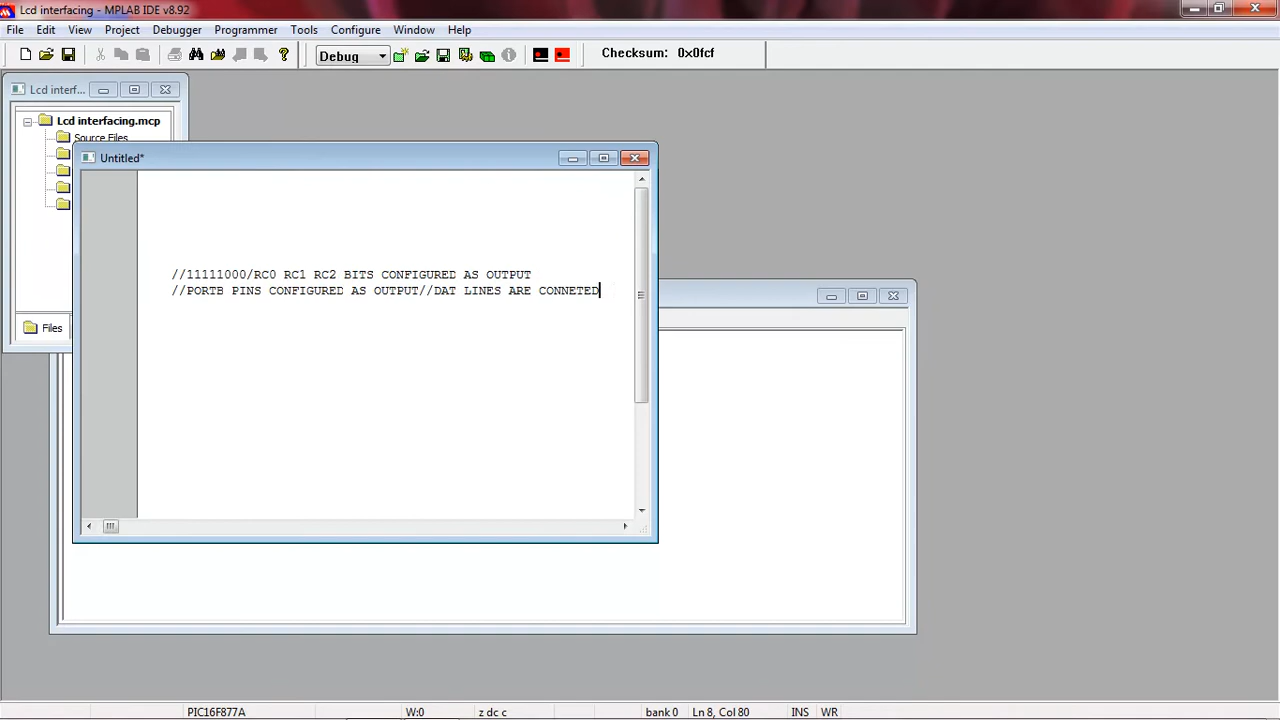 Lcd interfacing - MPLAB IDE v8.92
File Edit View Project Debugger Programmer Tools Configure Window Help
Debug Checksum: 0x0fcf
Lcd interf...
Lcd interfacing.mcp
Source Files
Untitled*
//11111000/RC0 RC1 RC2 BITS CONFIGURED AS OUTPUT
//PORTB PINS CONFIGURED AS OUTPUT//DAT LINES ARE CONNETED
Files
PIC16F877A W:0 z dc c bank 0 Ln 8, Col 80 INS WR